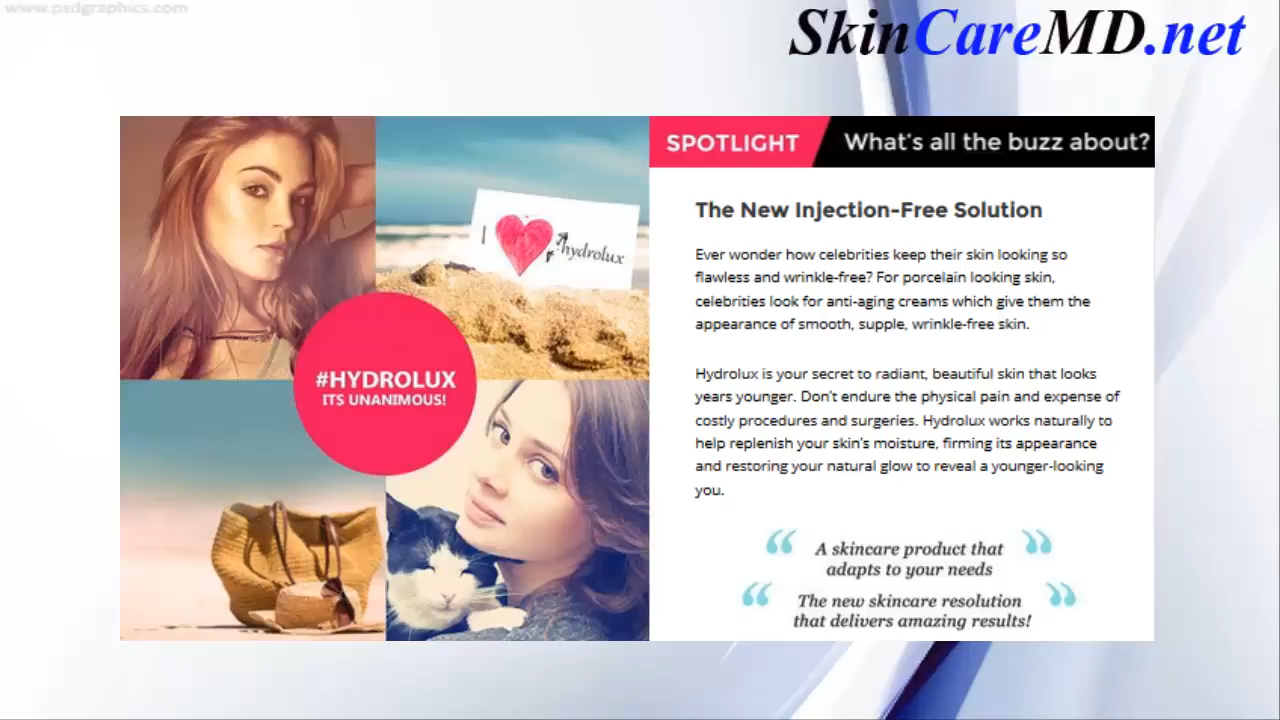 www.psdgraphics.com
SkinCareMD.net
SPOTLIGHT
What's all the buzz about?
I
hydrolux
#HYDROLUX
ITS UNANIMOUS!
The New Injection-Free Solution
Ever wonder how celebrities keep their skin looking so
flawless and wrinkle-free? For porcelain looking skin,
celebrities look for anti-aging creams which give them the
appearance of smooth, supple, wrinkle-free skin.
Hydrolux is your secret to radiant, beautiful skin that looks
years younger. Don't endure the physical pain and expense of
costly procedures and surgeries. Hydrolux works naturally to
help replenish your skin's moisture, firming its appearance
and restoring your natural glow to reveal a younger-looking
you.
“ A skincare product that ”
adapts to your needs
“ The new skincare resolution ”
that delivers amazing results!